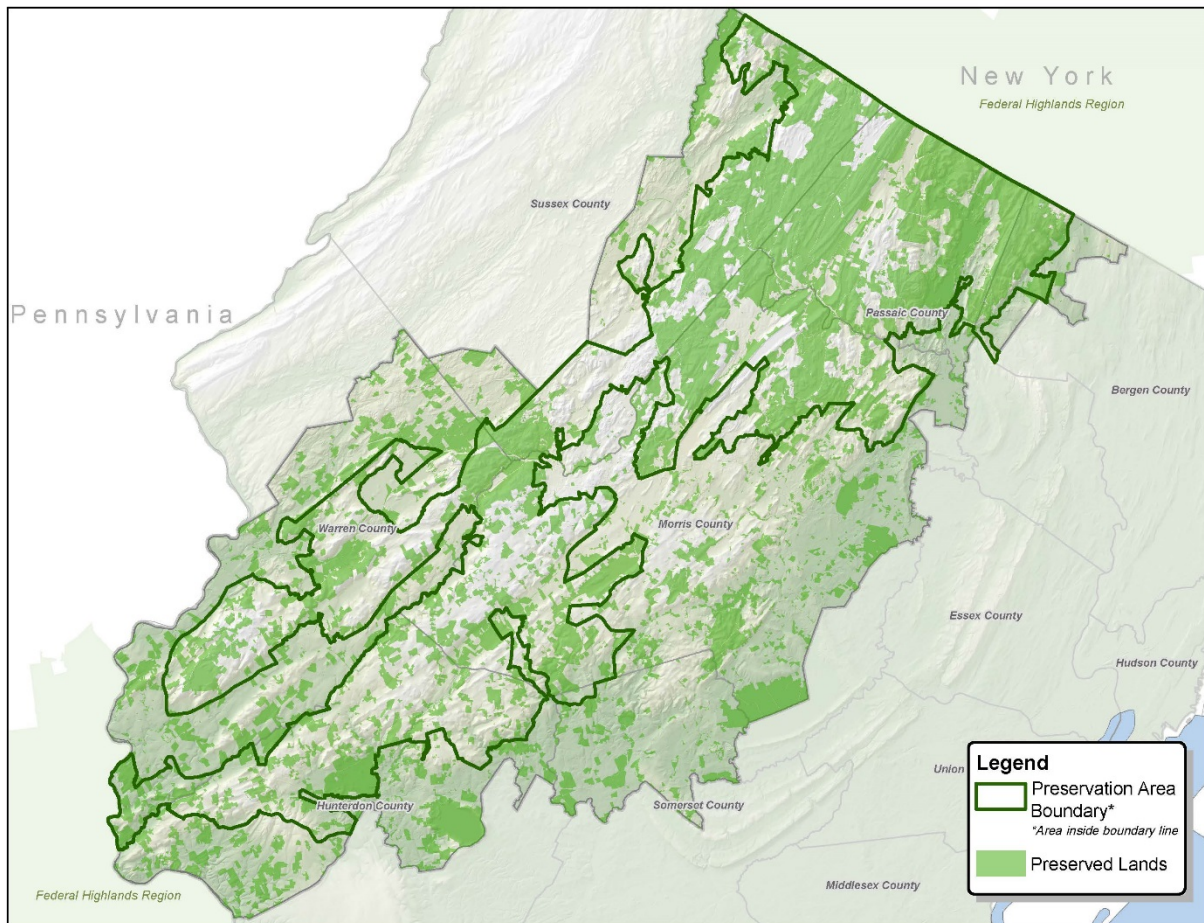 New York
Federal Highlands Region
Sussex County
Pennsylvania
Passaic County
Bergen County
Warren County
Morris County
Essex County
Hudson County
Hunterdon County
Somerset County
Union
Middlesex County
Federal Highlands Region
Legend
Preservation Area
Boundary*
*Area inside boundary line
Preserved Lands